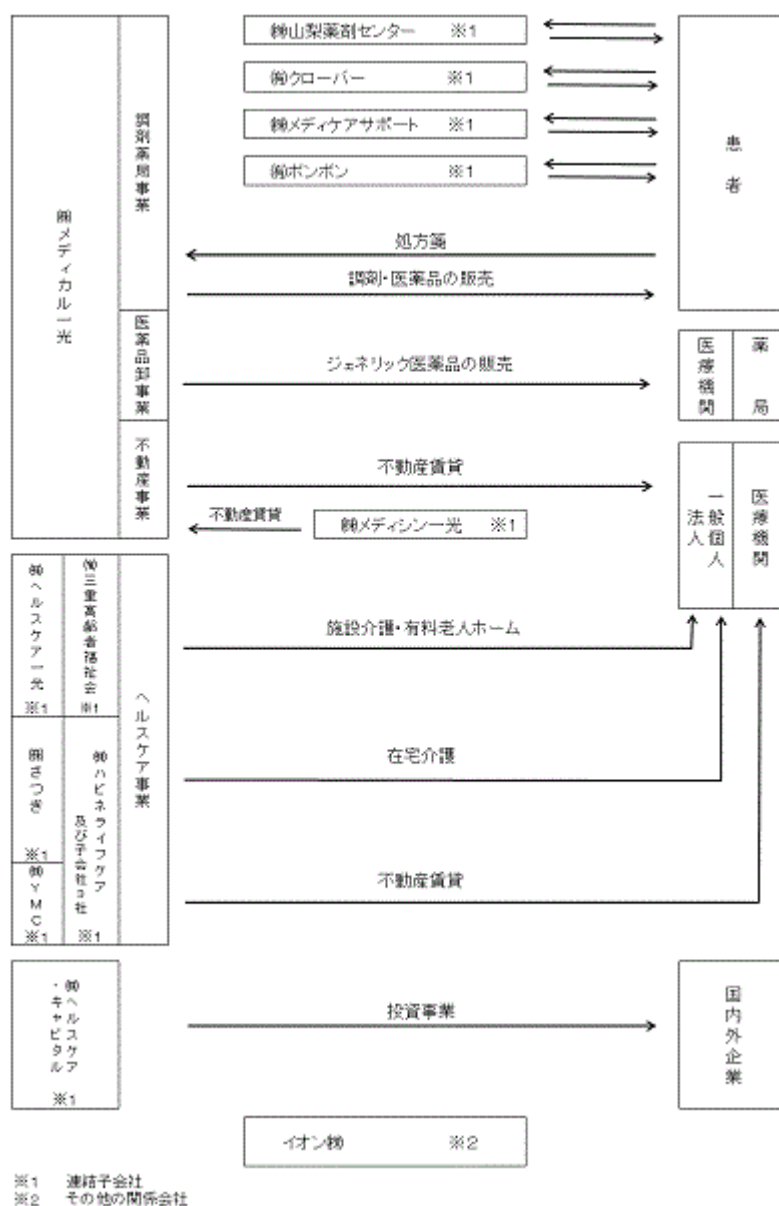 ㈱山梨薬剤センター ※1
㈲クローバー ※1
㈱メディケアサポート ※1
㈲ボンボン ※1
患者
㈱メディカル一光
調剤薬局事業
処方箋
調剤・医薬品の販売
医薬品卸事業
ジェネリック医薬品の販売
医療機関
薬局
不動産事業
不動産賃貸
不動産賃貸
㈱メディシン一光 ※1
一般個人
法人
医療機関
㈱ヘルスケア一光
※1
三重高齢者福祉会
※1
ヘルスケア事業
施設介護・有料老人ホーム
㈱さつき
※1
㈱ハピネライフケア
及び子会社3社
※1
在宅介護
YMC
※1
不動産賃貸
㈱ヘルスケア
・キャピタル
※1
投資事業
国内外企業
イオン㈱ ※2
※1 連結子会社
※2 その他の関係会社